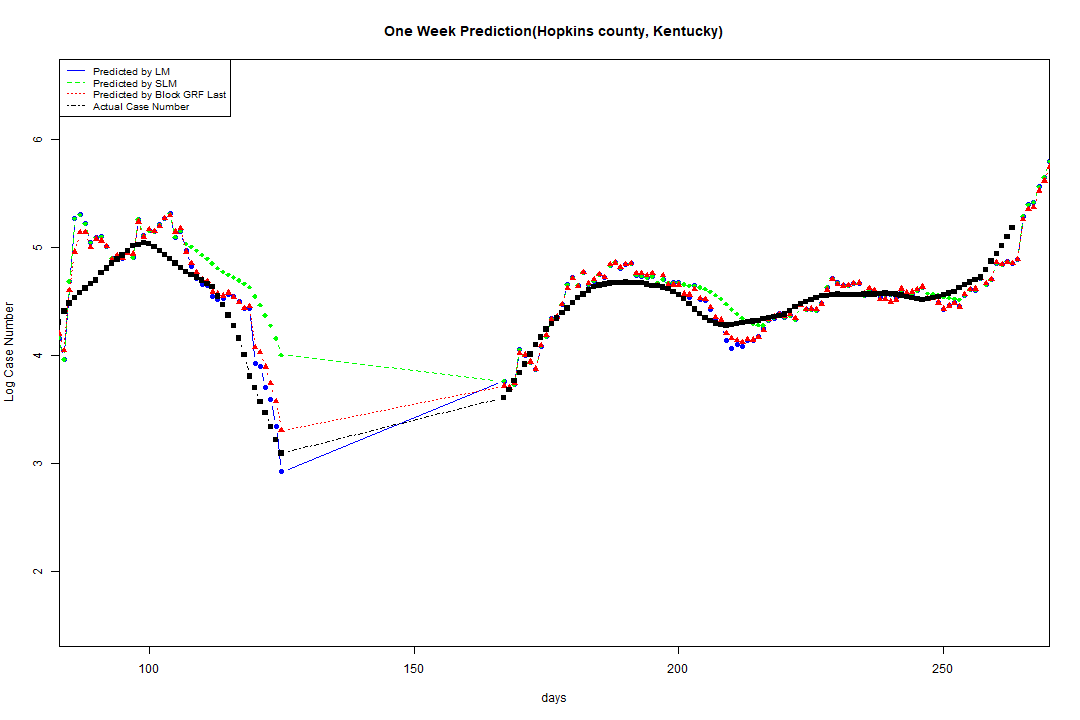 One Week Prediction(Hopkins county, Kentucky)
Predicted by LM
Predicted by SLM
Predicted by Block GRF Last
Actual Case Number
Log Case Number
6
5
4
3
2
100
150
200
250
days